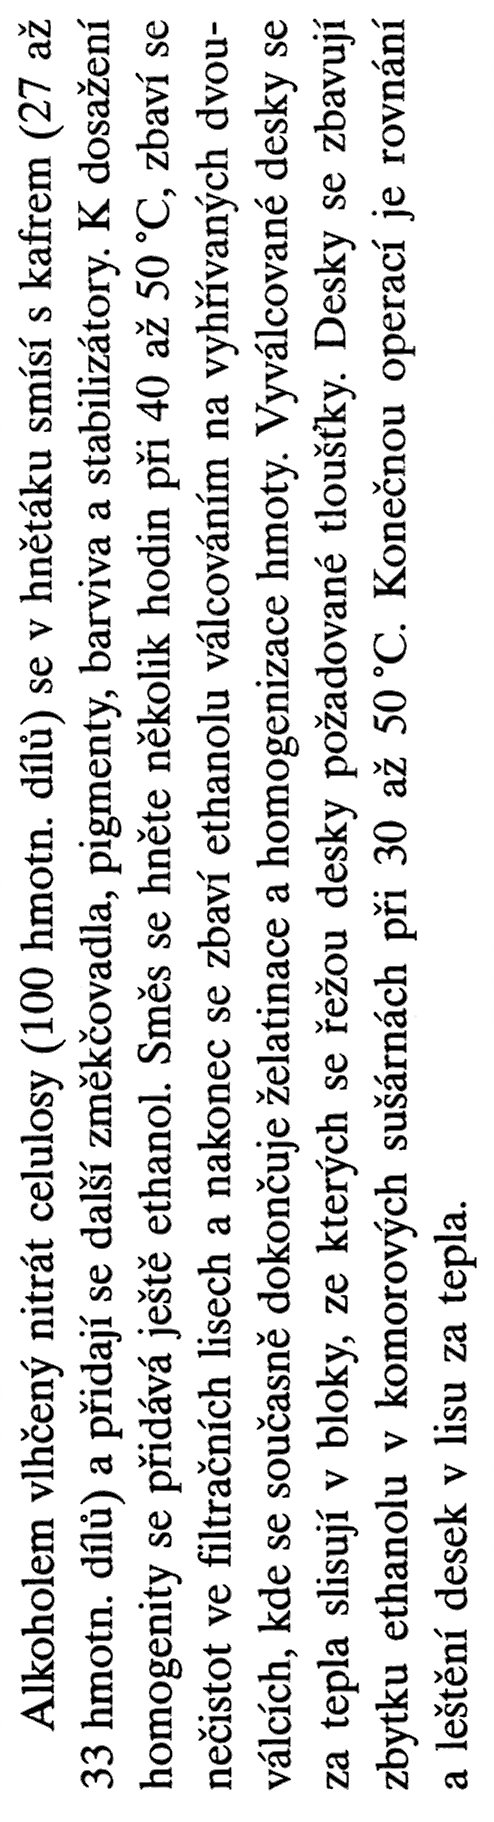 Alkoholem vlhčený nitrát celulosy (100 hmotn. dílů) se v hnětáku smísí s kafrem (27 až
33 hmotn. dílů) a přidají se další změkčovadla, pigmenty, barviva a stabilizátory. K dosažení
homogenity se přidává ještě ethanol. Směs se hněte několik hodin při 40 až 50 °C, zbaví se
nečistot ve filtračních lisech a nakonec se zbaví ethanolu válcováním na vyhřívaných dvou-
válcích, kde se současně dokončuje želatinace a homogenizace hmoty. Vyválcované desky se
za tepla slisují v bloky, ze kterých se řežou desky požadované tloušťky. Desky se zbavují
zbytku ethanolu v komorových sušárnách při 30 až 50 °C. Konečnou operací je rovnání
a leštění desek v lisu za tepla.